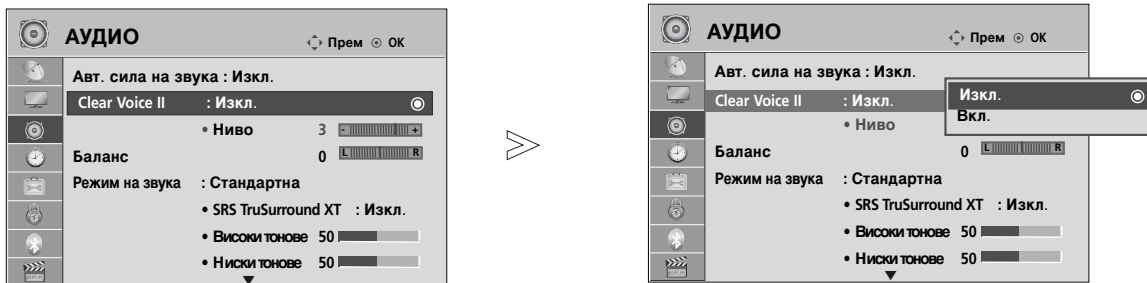 АУДИО Прем OK
Авт. сила на звука : Изкл.
Clear Voice II : Изкл.
• Ниво 3 - +
Баланс 0 L R
Режим на звука : Стандартна
• SRS TruSurround XT : Изкл.
• Високи тонове 50
• Ниски тонове 50
АУДИО Прем OK
Авт. сила на звука : Изкл.
Clear Voice II : Изкл.
• Ниво
Изкл.
Вкл.
Баланс 0 L R
Режим на звука : Стандартна
• SRS TruSurround XT : Изкл.
• Високи тонове 50
• Ниски тонове 50